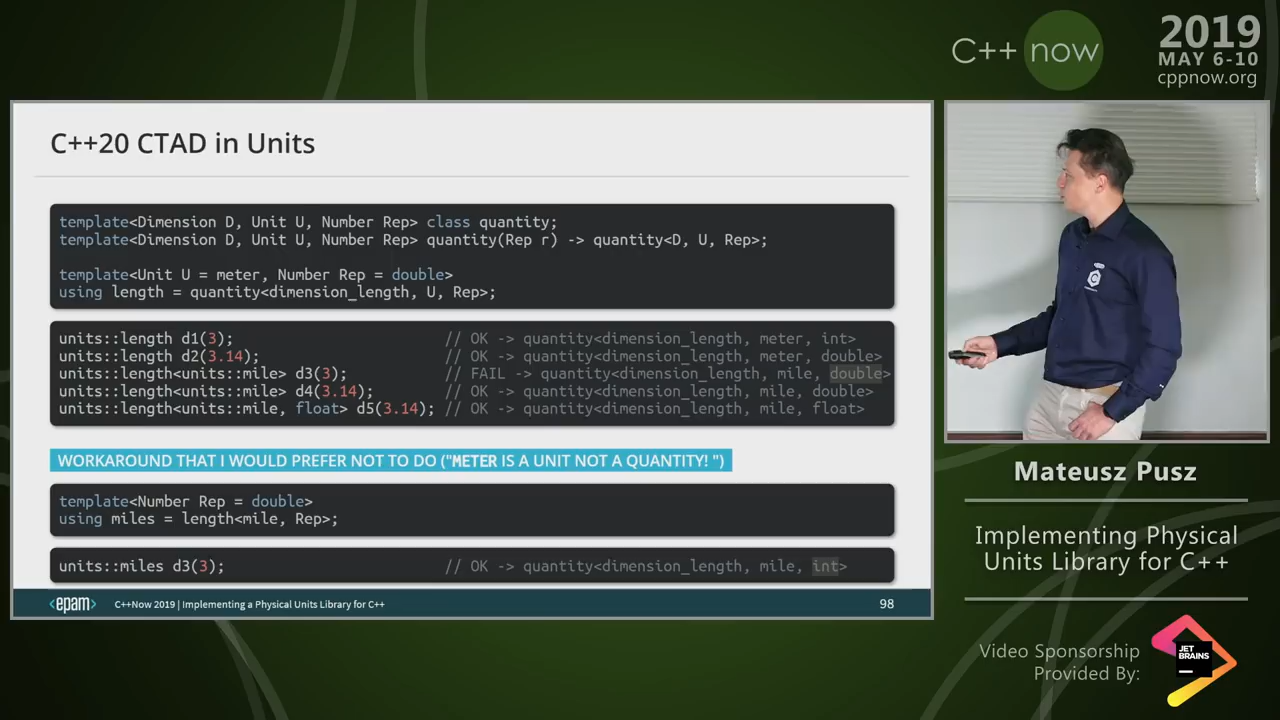 C++ now
2019
MAY 6-10
cppnow.org
C++20 CTAD in Units
template<Dimension D, Unit U, Number Rep> class quantity;
template<Dimension D, Unit U, Number Rep> quantity(Rep r) -> quantity<D, U, Rep>;
template<Unit U = meter, Number Rep = double>
using length = quantity<dimension_length, U, Rep>;
units::length d1(3); // OK -> quantity<dimension_length, meter, int>
units::length d2(3.14); // OK -> quantity<dimension_length, meter, double>
units::length<units::mile> d3(3); // FAIL -> quantity<dimension_length, mile, double>
units::length<units::mile> d4(3.14); // OK -> quantity<dimension_length, mile, double>
units::length<units::mile, float> d5(3.14); // OK -> quantity<dimension_length, mile, float>
WORKAROUND THAT I WOULD PREFER NOT TO DO ("METER IS A UNIT NOT A QUANTITY! ")
template<Number Rep = double>
using miles = length<mile, Rep>;
units::miles d3(3); // OK -> quantity<dimension_length, mile, int>
<epam> C++Now 2019 | Implementing a Physical Units Library for C++ 98
Mateusz Pusz
Implementing Physical
Units Library for C++
Video Sponsorship
Provided By:
JET
BRAINS